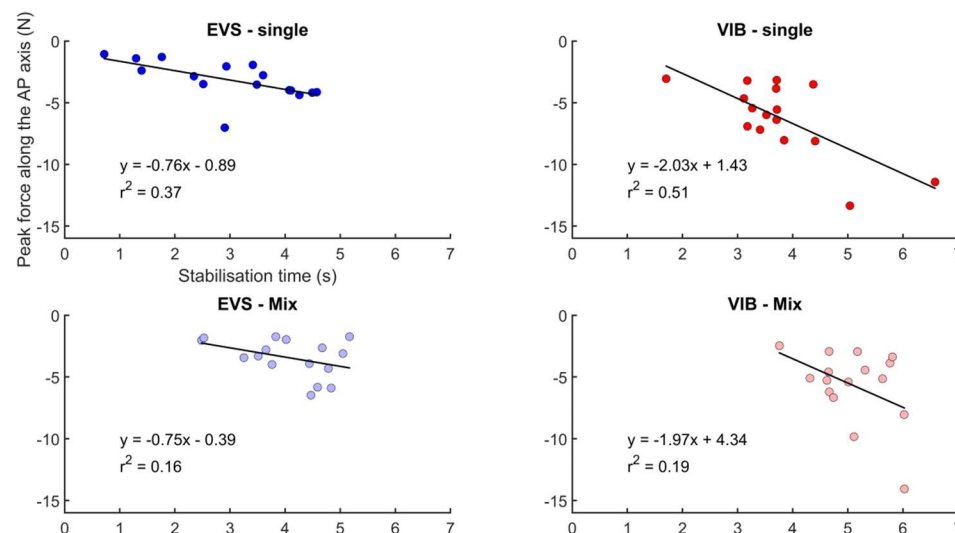 EVS - single
Peak force along the AP axis (N)
0
-5
-10
-15
y = -0.76x - 0.89
r² = 0.37
0 1 2 3 4 5 6 7
Stabilisation time (s)
VIB - single
0
-5
-10
-15
y = -2.03x + 1.43
r² = 0.51
0 1 2 3 4 5 6 7
EVS - Mix
0
-5
-10
-15
y = -0.75x - 0.39
r² = 0.16
0 1 2 3 4 5 6 7
VIB - Mix
0
-5
-10
-15
y = -1.97x + 4.34
r² = 0.19
0 1 2 3 4 5 6 7